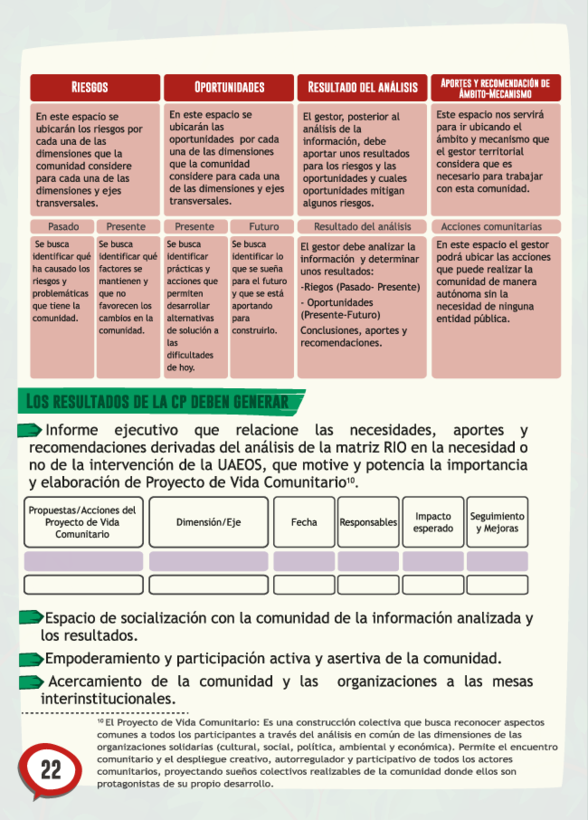 RIESGOS
OPORTUNIDADES
RESULTADO DEL ANÁLISIS
APORTES Y RECOMENDACIÓN DE
ÁMBITO-MECANISMO
En este espacio se
ubicarán los riesgos por
cada una de las
dimensiones que la
comunidad considere
para cada una de las
dimensiones y ejes
transversales.
En este espacio se
ubicarán las
oportunidades por cada
una de las dimensiones
que la comunidad
considere para cada una
de las dimensiones y ejes
transversales.
El gestor, posterior al
análisis de la
información, debe
aportar unos resultados
para los riesgos y las
oportunidades y cuales
oportunidades mitigan
algunos riesgos.
Este espacio nos servirá
para ir ubicando el
ámbito y mecanismo que
el gestor territorial
considera que es
necesario para trabajar
con esta comunidad.
Pasado
Presente
Presente
Futuro
Resultado del análisis
Acciones comunitarias
Se busca
identificar qué
ha causado los
riesgos y
problemáticas
que tiene la
comunidad.
Se busca
identificar qué
factores se
mantienen y
que no
favorecen los
cambios en la
comunidad.
Se busca
identificar
prácticas y
acciones que
permiten
desarrollar
alternativas
de solución a
las
dificultades
de hoy.
Se busca
identificar lo
que se sueña
para el futuro
y que se está
aportando
para
construirlo.
El gestor debe analizar la
información y determinar
unos resultados:
-Riegos (Pasado- Presente)
- Oportunidades
(Presente-Futuro)
Conclusiones, aportes y
recomendaciones.
En este espacio el gestor
podrá ubicar las acciones
que puede realizar la
comunidad de manera
autónoma sin la
necesidad de ninguna
entidad pública.
LOS RESULTADOS DE LA CP DEBEN GENERAR
Informe ejecutivo que relacione las necesidades, aportes y
recomendaciones derivadas del análisis de la matriz RIO en la necesidad o
no de la intervención de la UAEOS, que motive y potencia la importancia
y elaboración de Proyecto de Vida Comunitario¹⁰.
Propuestas/Acciones del
Proyecto de Vida
Comunitario
Dimensión/Eje
Fecha
Responsables
Impacto
esperado
Seguimiento
y Mejoras
Espacio de socialización con la comunidad de la información analizada y
los resultados.
Empoderamiento y participación activa y asertiva de la comunidad.
Acercamiento de la comunidad y las organizaciones a las mesas
interinstitucionales.
¹⁰ El Proyecto de Vida Comunitario: Es una construcción colectiva que busca reconocer aspectos
comunes a todos los participantes a través del análisis en común de las dimensiones de las
organizaciones solidarias (cultural, social, política, ambiental y económica). Permite el encuentro
comunitario y el despliegue creativo, autorregulador y participativo de todos los actores
comunitarios, proyectando sueños colectivos realizables de la comunidad donde ellos son
protagonistas de su propio desarrollo.
22